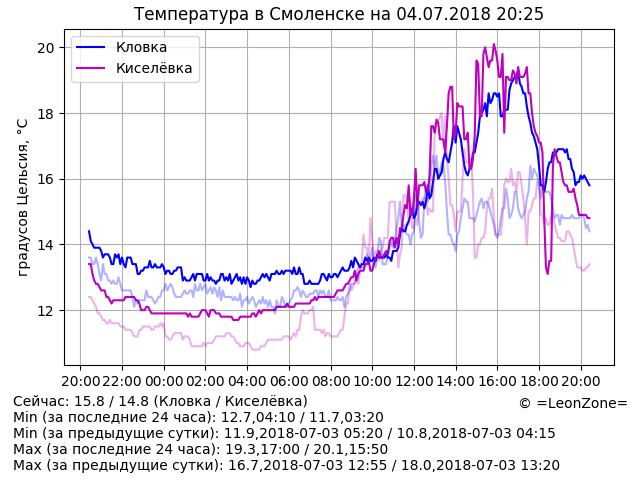 Температура в Смоленске на 04.07.2018 20:25
Кловка
Киселёвка
градусов Цельсия, °C
20
18
16
14
12
20:00 22:00 00:00 02:00 04:00 06:00 08:00 10:00 12:00 14:00 16:00 18:00 20:00
Сейчас: 15.8 / 14.8 (Кловка / Киселёвка)
© =LeonZone=
Min (за последние 24 часа): 12.7,04:10 / 11.7,03:20
Min (за предыдущие сутки): 11.9,2018-07-03 05:20 / 10.8,2018-07-03 04:15
Max (за последние 24 часа): 19.3,17:00 / 20.1,15:50
Max (за предыдущие сутки): 16.7,2018-07-03 12:55 / 18.0,2018-07-03 13:20